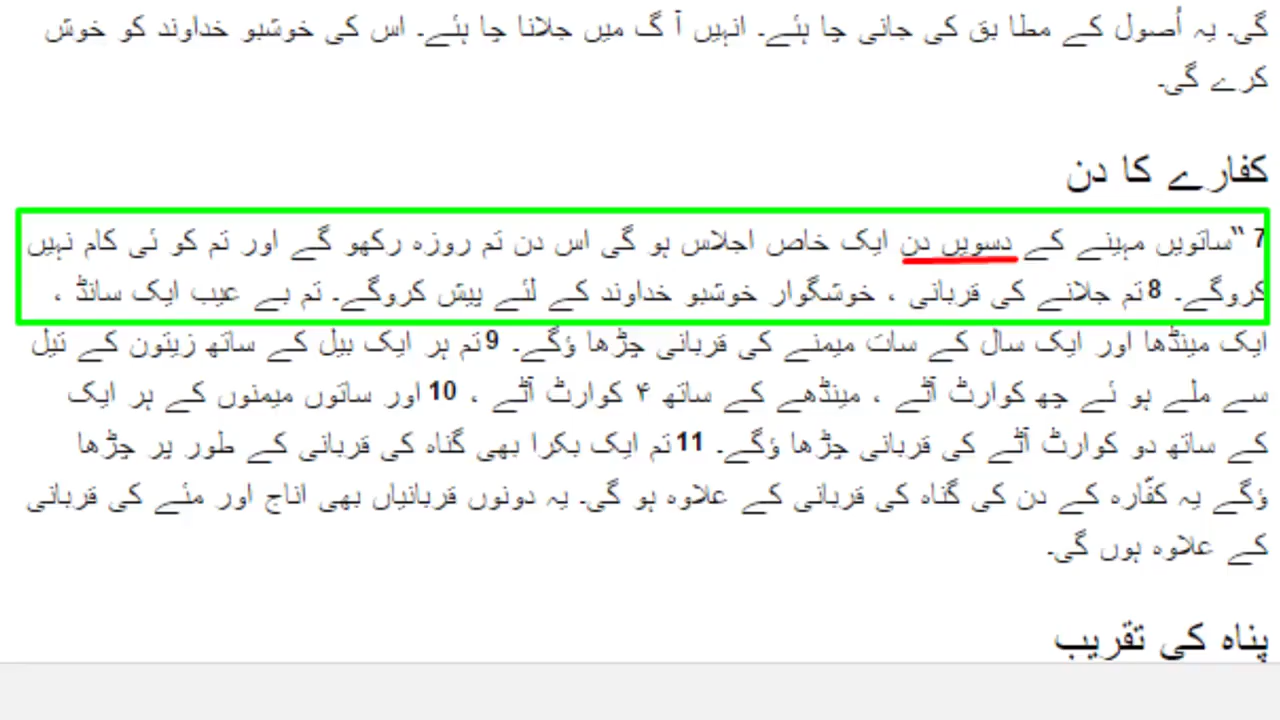 گی۔ یہ اُصول کے مطا بق کی جانی چا ہئے۔ انہیں آ گ میں جلانا چا ہئے۔ اس کی خوشبو خداوند کو خوش
کرے گی۔
کفارے کا دن
7 “ساتویں مہینے کے دسویں دن ایک خاص اجلاس ہو گی اس دن تم روزہ رکھو گے اور تم کو ئی کام نہیں
کروگے۔ 8 تم جلانے کی قربانی ، خوشگوار خوشبو خداوند کے لئے پیش کروگے۔ تم بے عیب ایک سانڈ ،
ایک مینڈھا اور ایک سال کے سات میمنے کی قربانی چڑھا ؤگے۔ 9 تم ہر ایک بیل کے ساتھ زیتون کے تیل
سے ملے ہو ئے چھ کوارٹ آٹے ، مینڈھے کے ساتھ ۴ کوارٹ آٹے ، 10 اور ساتوں میمنوں کے ہر ایک
کے ساتھ دو کوارٹ آٹے کی قربانی چڑھا ؤگے۔ 11 تم ایک بکرا بھی گناہ کی قربانی کے طور پر چڑھا
ؤگے یہ کفّارہ کے دن کی گناہ کی قربانی کے علاوہ ہو گی۔ یہ دونوں قربانیاں بھی اناج اور مئے کی قربانی
کے علاوہ ہوں گی۔
پناہ کی تقریب